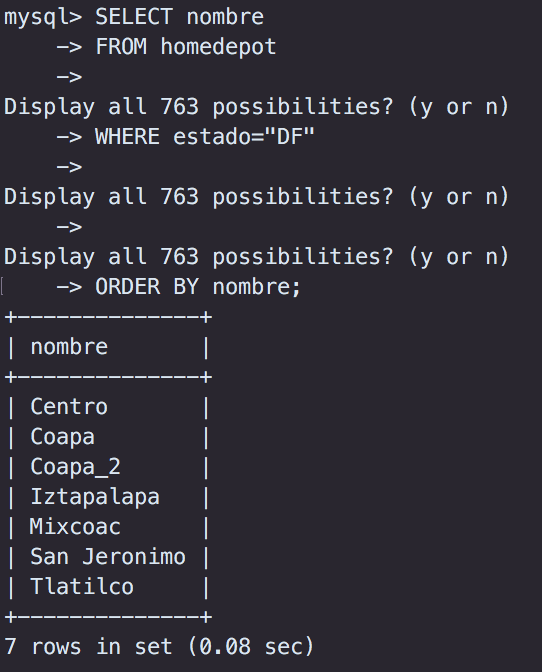 mysql> SELECT nombre
    -> FROM homedepot
    ->
Display all 763 possibilities? (y or n)
    -> WHERE estado="DF"
    ->
Display all 763 possibilities? (y or n)
    ->
Display all 763 possibilities? (y or n)
    -> ORDER BY nombre;
+--------------+
| nombre       |
+--------------+
| Centro       |
| Coapa        |
| Coapa_2      |
| Iztapalapa   |
| Mixcoac      |
| San Jeronimo |
| Tlatilco     |
+--------------+
7 rows in set (0.08 sec)